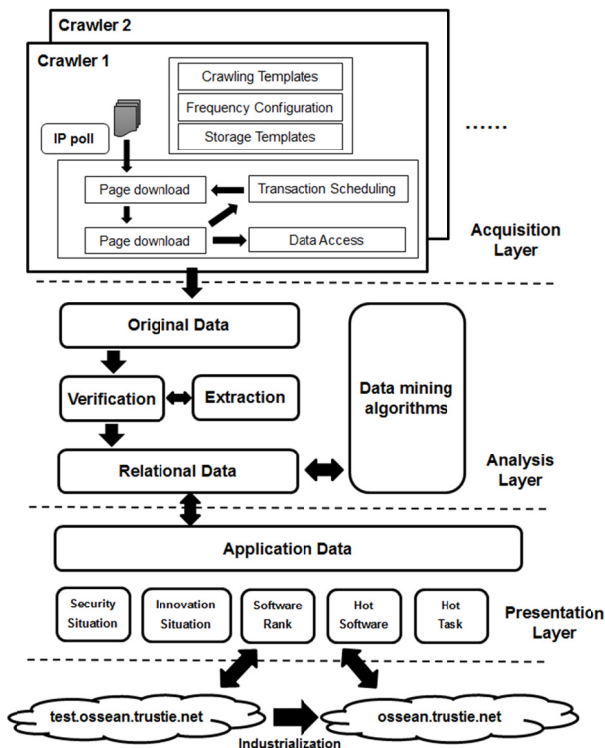 Crawler 2
Crawler 1
Crawling Templates
Frequency Configuration
Storage Templates
IP poll
......
Page download
Transaction Scheduling
Page download
Data Access
Acquisition
Layer
Original Data
Verification
Extraction
Data mining
algorithms
Relational Data
Analysis
Layer
Application Data
Security
Situation
Innovation
Situation
Software
Rank
Hot
Software
Hot
Task
Presentation
Layer
test.ossean.trustie.net
ossean.trustie.net
Industrialization